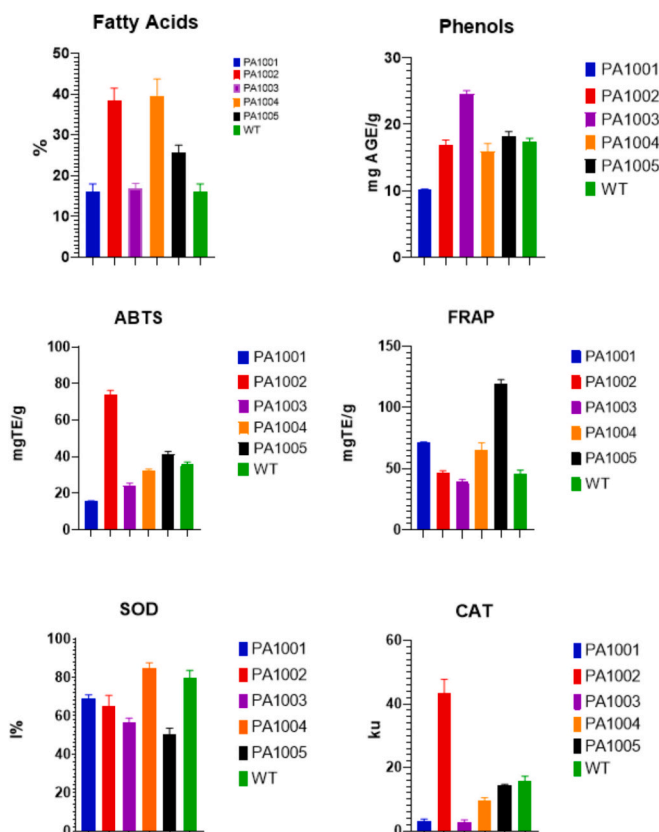 Fatty Acids
50
40
30
20
10
0
%
PA1001
PA1002
PA1003
PA1004
PA1005
WT
Phenols
30
20
10
0
mg AGE/g
PA1001
PA1002
PA1003
PA1004
PA1005
WT
ABTS
100
80
60
40
20
0
mgTE/g
PA1001
PA1002
PA1003
PA1004
PA1005
WT
FRAP
150
100
50
0
mgTE/g
PA1001
PA1002
PA1003
PA1004
PA1005
WT
SOD
100
80
60
40
20
0
I%
PA1001
PA1002
PA1003
PA1004
PA1005
WT
CAT
60
40
20
0
ku
PA1001
PA1002
PA1003
PA1004
PA1005
WT